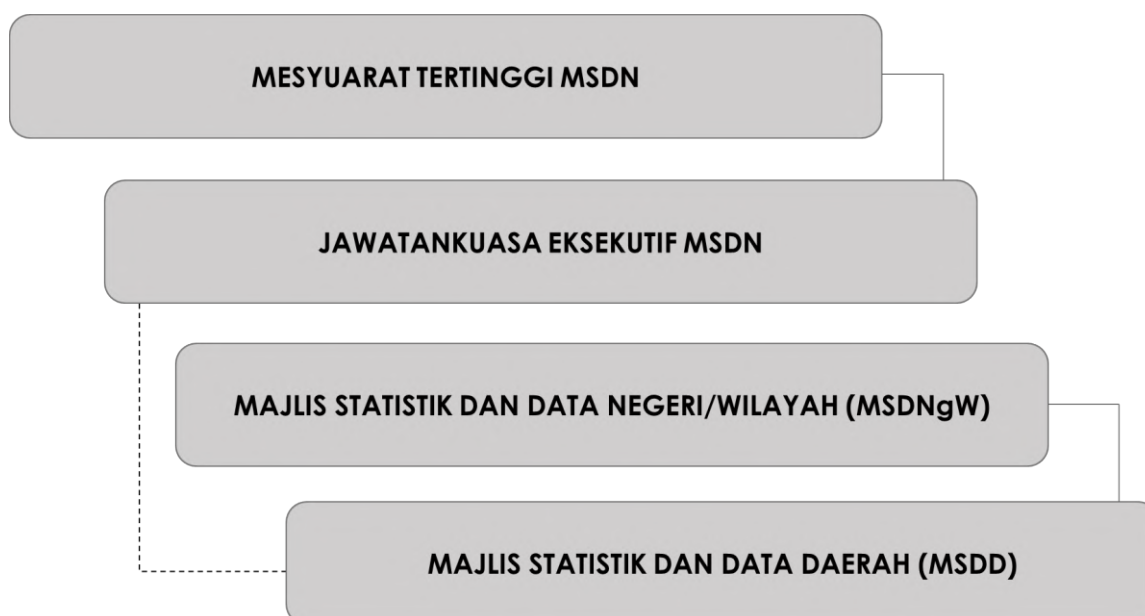 MESYUARAT TERTINGGI MSDN
JAWATANKUASA EKSEKUTIF MSDN
MAJLIS STATISTIK DAN DATA NEGERI/WILAYAH (MSDNgW)
MAJLIS STATISTIK DAN DATA DAERAH (MSDD)